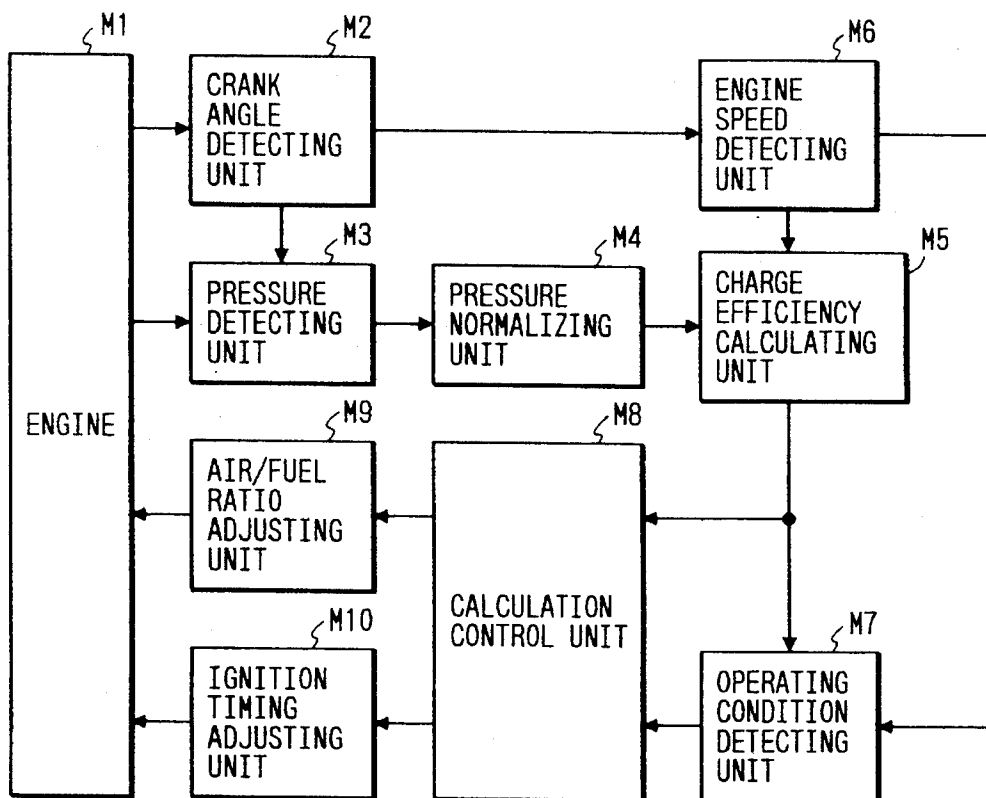 M1
M2
M6
CRANK
ANGLE
DETECTING
UNIT
ENGINE
SPEED
DETECTING
UNIT
M3
M4
M5
PRESSURE
DETECTING
UNIT
PRESSURE
NORMALIZING
UNIT
CHARGE
EFFICIENCY
CALCULATING
UNIT
ENGINE
M9
M8
AIR/FUEL
RATIO
ADJUSTING
UNIT
CALCULATION
CONTROL UNIT
M10
M7
IGNITION
TIMING
ADJUSTING
UNIT
OPERATING
CONDITION
DETECTING
UNIT